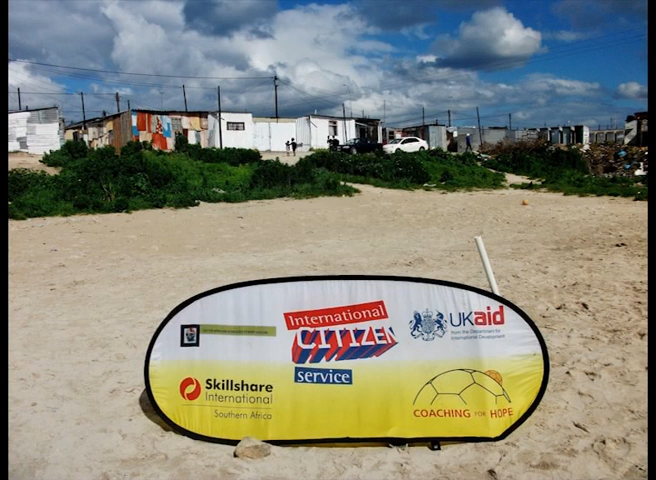 International
CITIZEN
service
UKaid
from the Department for
International Development
Skillshare
International
Southern Africa
COACHING FOR HOPE